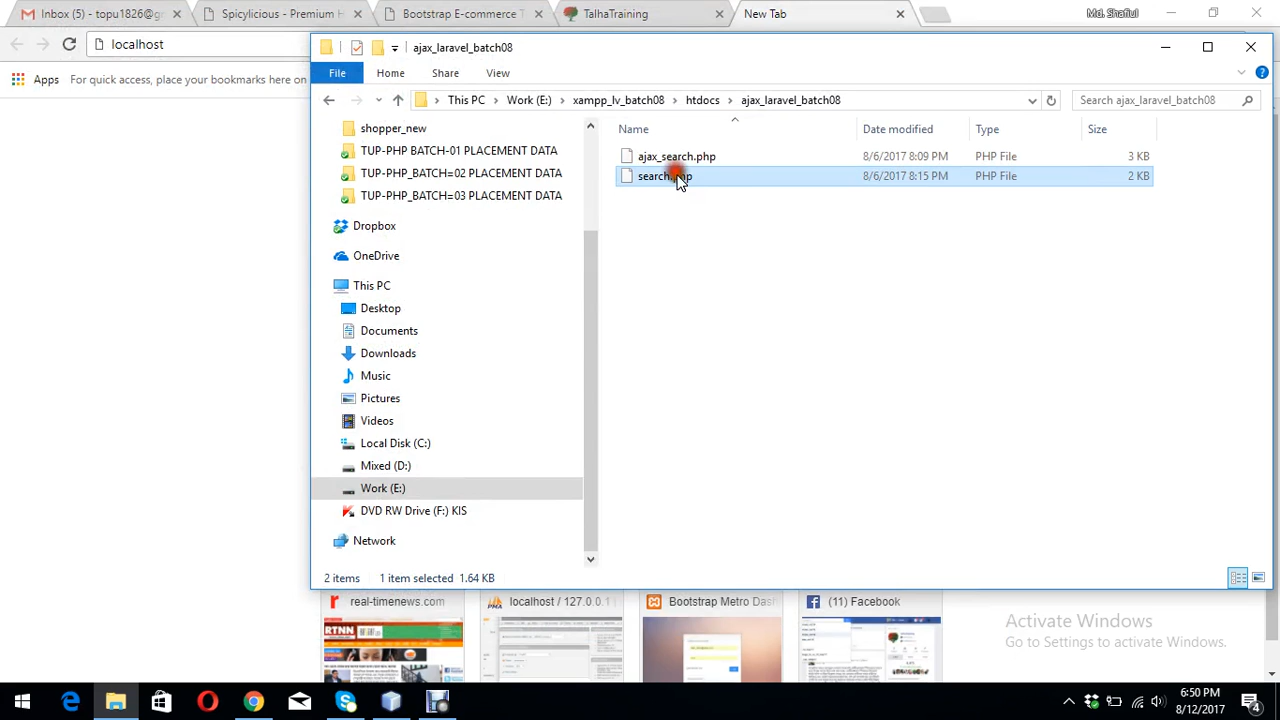 Inbox (5) - topu1826@gr
Spicylicious - Premium H
Bootstrap E-commerce T
TalhaTraining
New Tab
Md. Shafiul
localhost
ajax_laravel_batch08
Apps
For quick access, place your bookmarks here on
File
Home
Share
View
This PC
Work (E:)
xampp_lv_batch08
htdocs
ajax_laravel_batch08
Search ajax_laravel_batch08
Name
Date modified
Type
Size
shopper_new
TUP-PHP BATCH-01 PLACEMENT DATA
TUP-PHP_BATCH=02 PLACEMENT DATA
TUP-PHP_BATCH=03 PLACEMENT DATA
Dropbox
OneDrive
This PC
Desktop
Documents
Downloads
Music
Pictures
Videos
Local Disk (C:)
Mixed (D:)
Work (E:)
DVD RW Drive (F:) KIS
Network
ajax_search.php
8/6/2017 8:09 PM
PHP File
3 KB
search.php
8/6/2017 8:15 PM
PHP File
2 KB
2 items
1 item selected 1.64 KB
real-timenews.com
localhost / 127.0.0.1
Bootstrap Metro Das
(11) Facebook
RTNN
Activate Windows
Go to Settings to activate Windows.
6:50 PM
8/12/2017
4